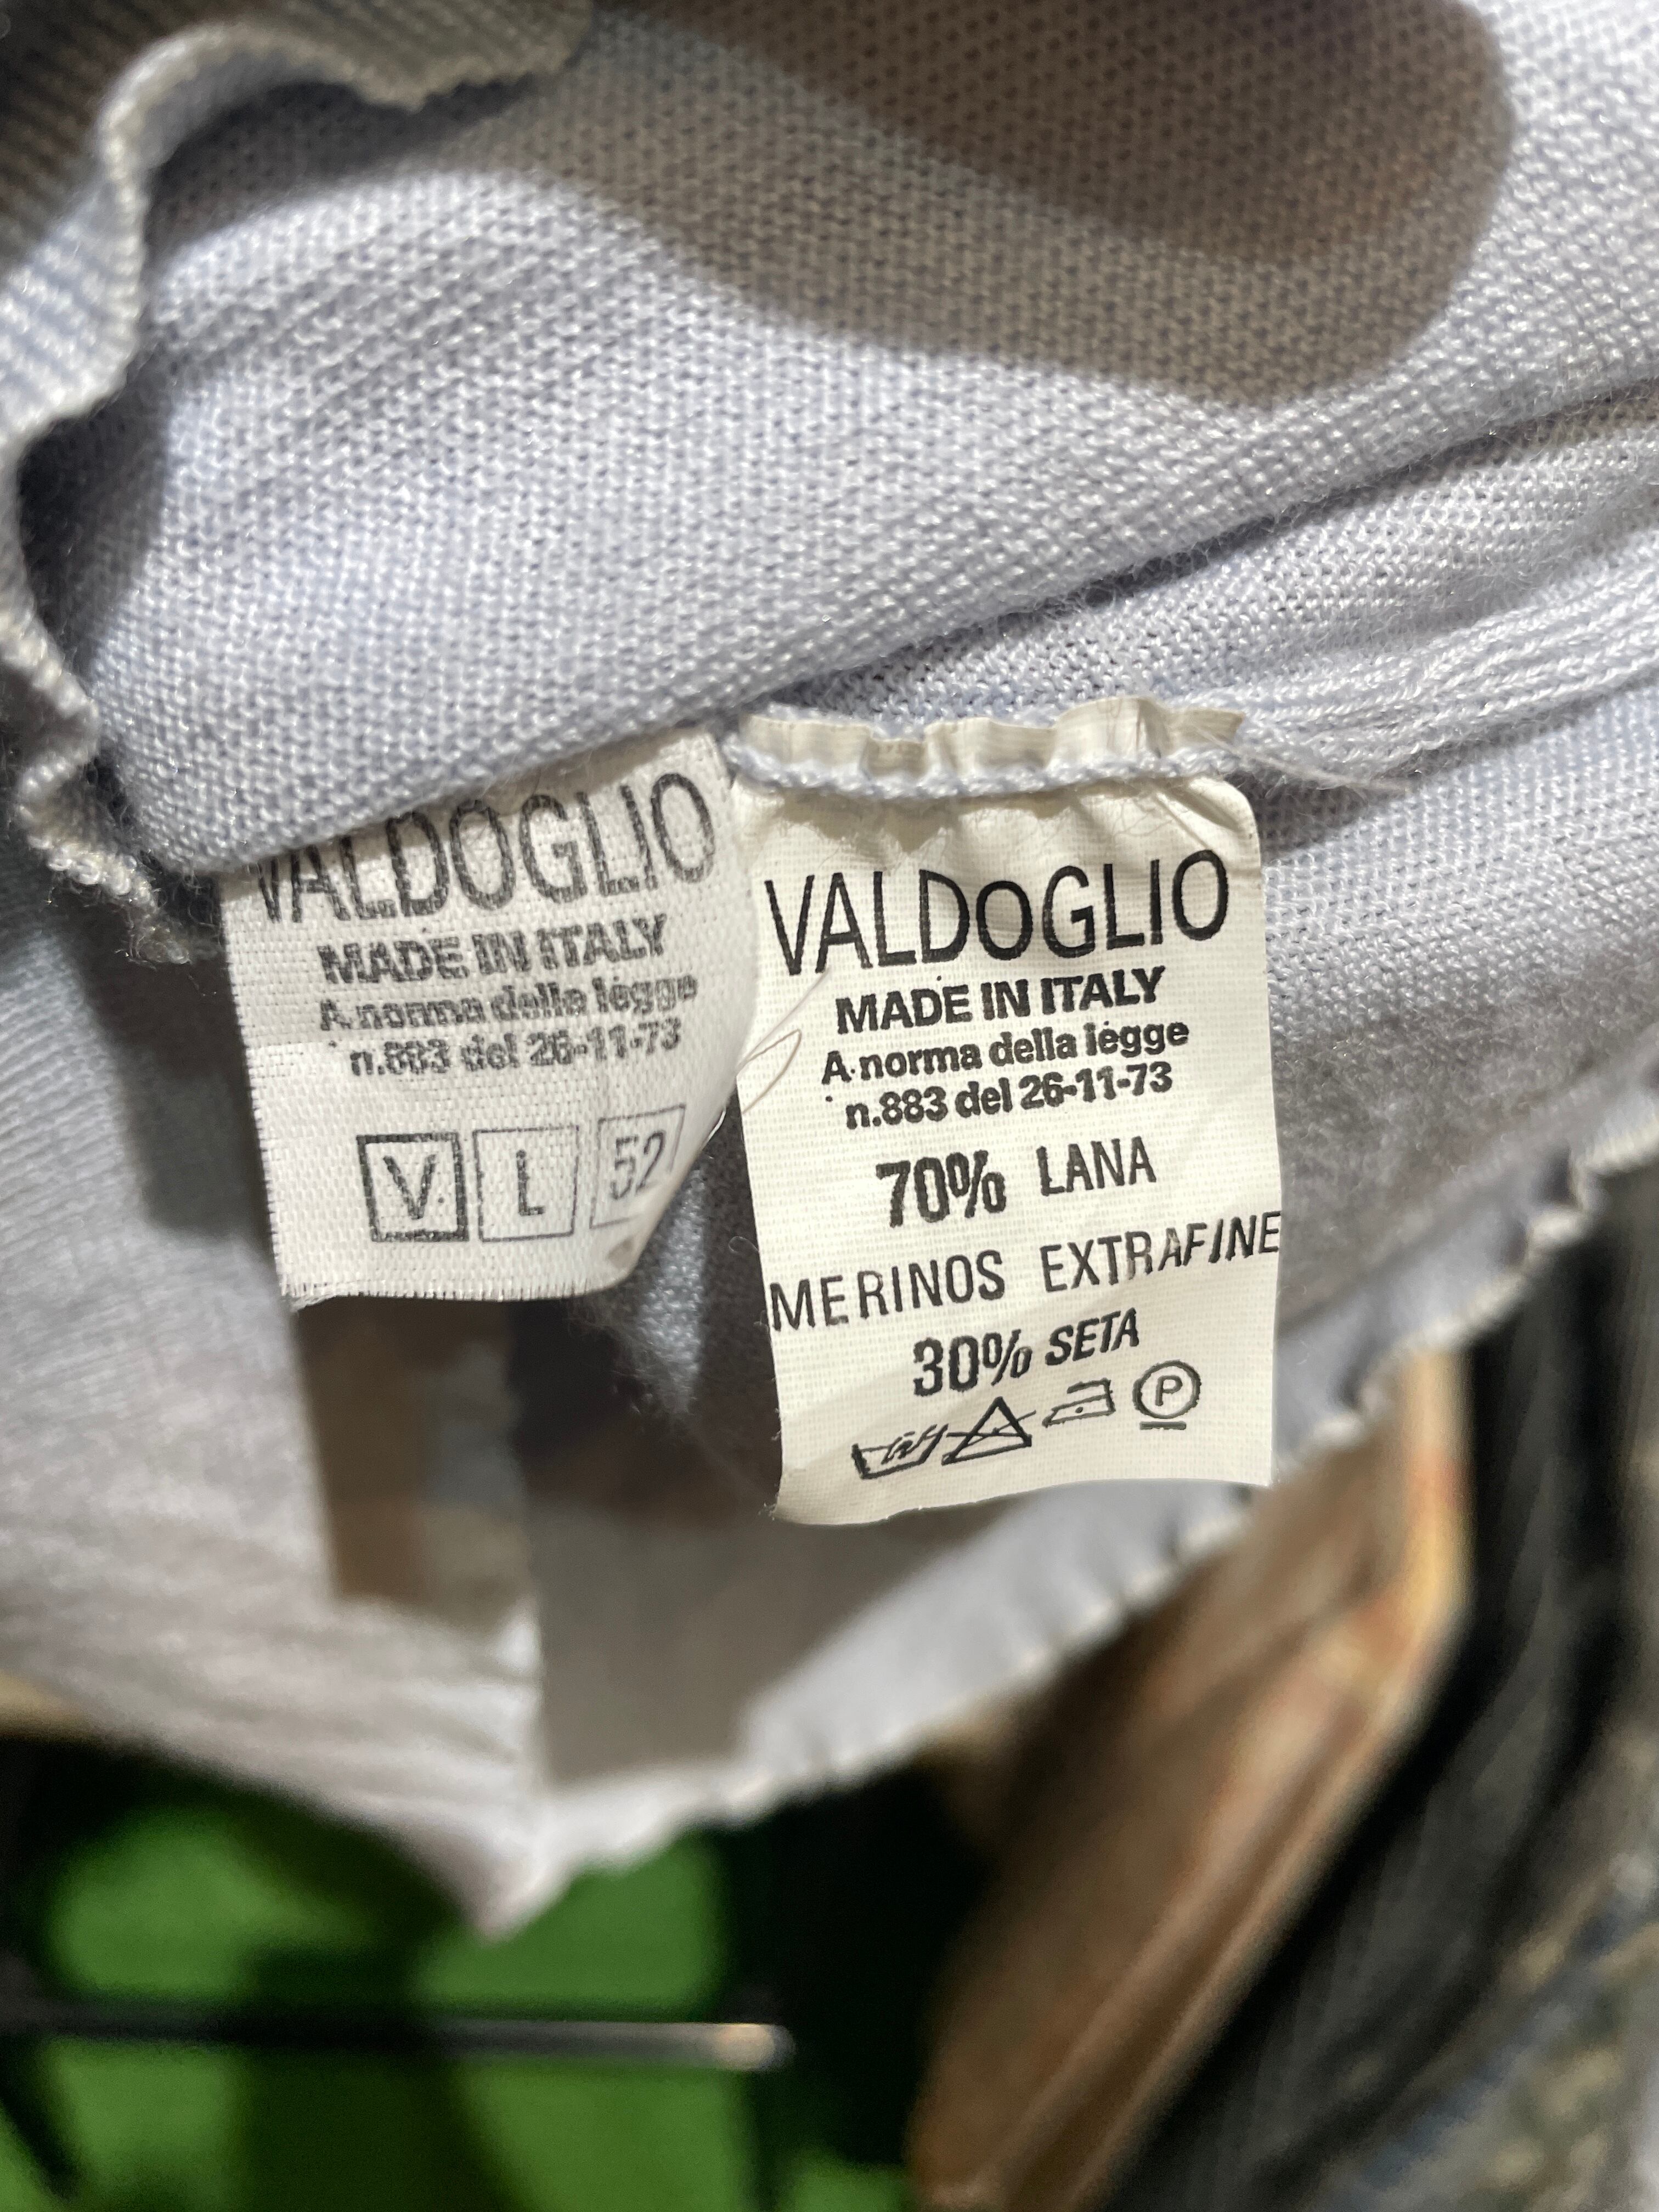 VALDOGLIO
MADE IN ITALY
A norma della legge
n.883 del 26-11-73
V L 52
VALDOGLIO
MADE IN ITALY
A norma della legge
n.883 del 26-11-73
70% LANA
MERINOS EXTRAFINE
30% SETA
P